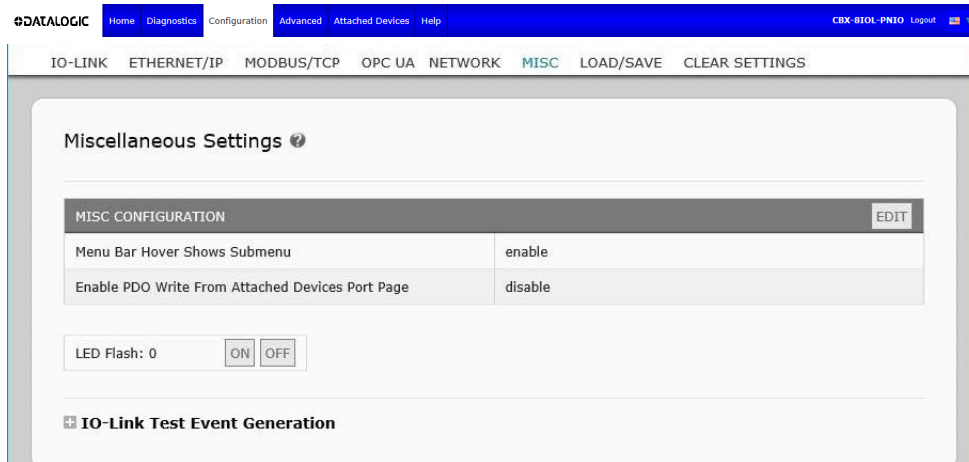 DATALOGIC Home Diagnostics Configuration Advanced Attached Devices Help CBX-8IOL-PNIO Logout
IO-LINK ETHERNET/IP MODBUS/TCP OPC UA NETWORK MISC LOAD/SAVE CLEAR SETTINGS
Miscellaneous Settings ?
MISC CONFIGURATION EDIT
Menu Bar Hover Shows Submenu enable
Enable PDO Write From Attached Devices Port Page disable
LED Flash: 0 ON OFF
IO-Link Test Event Generation